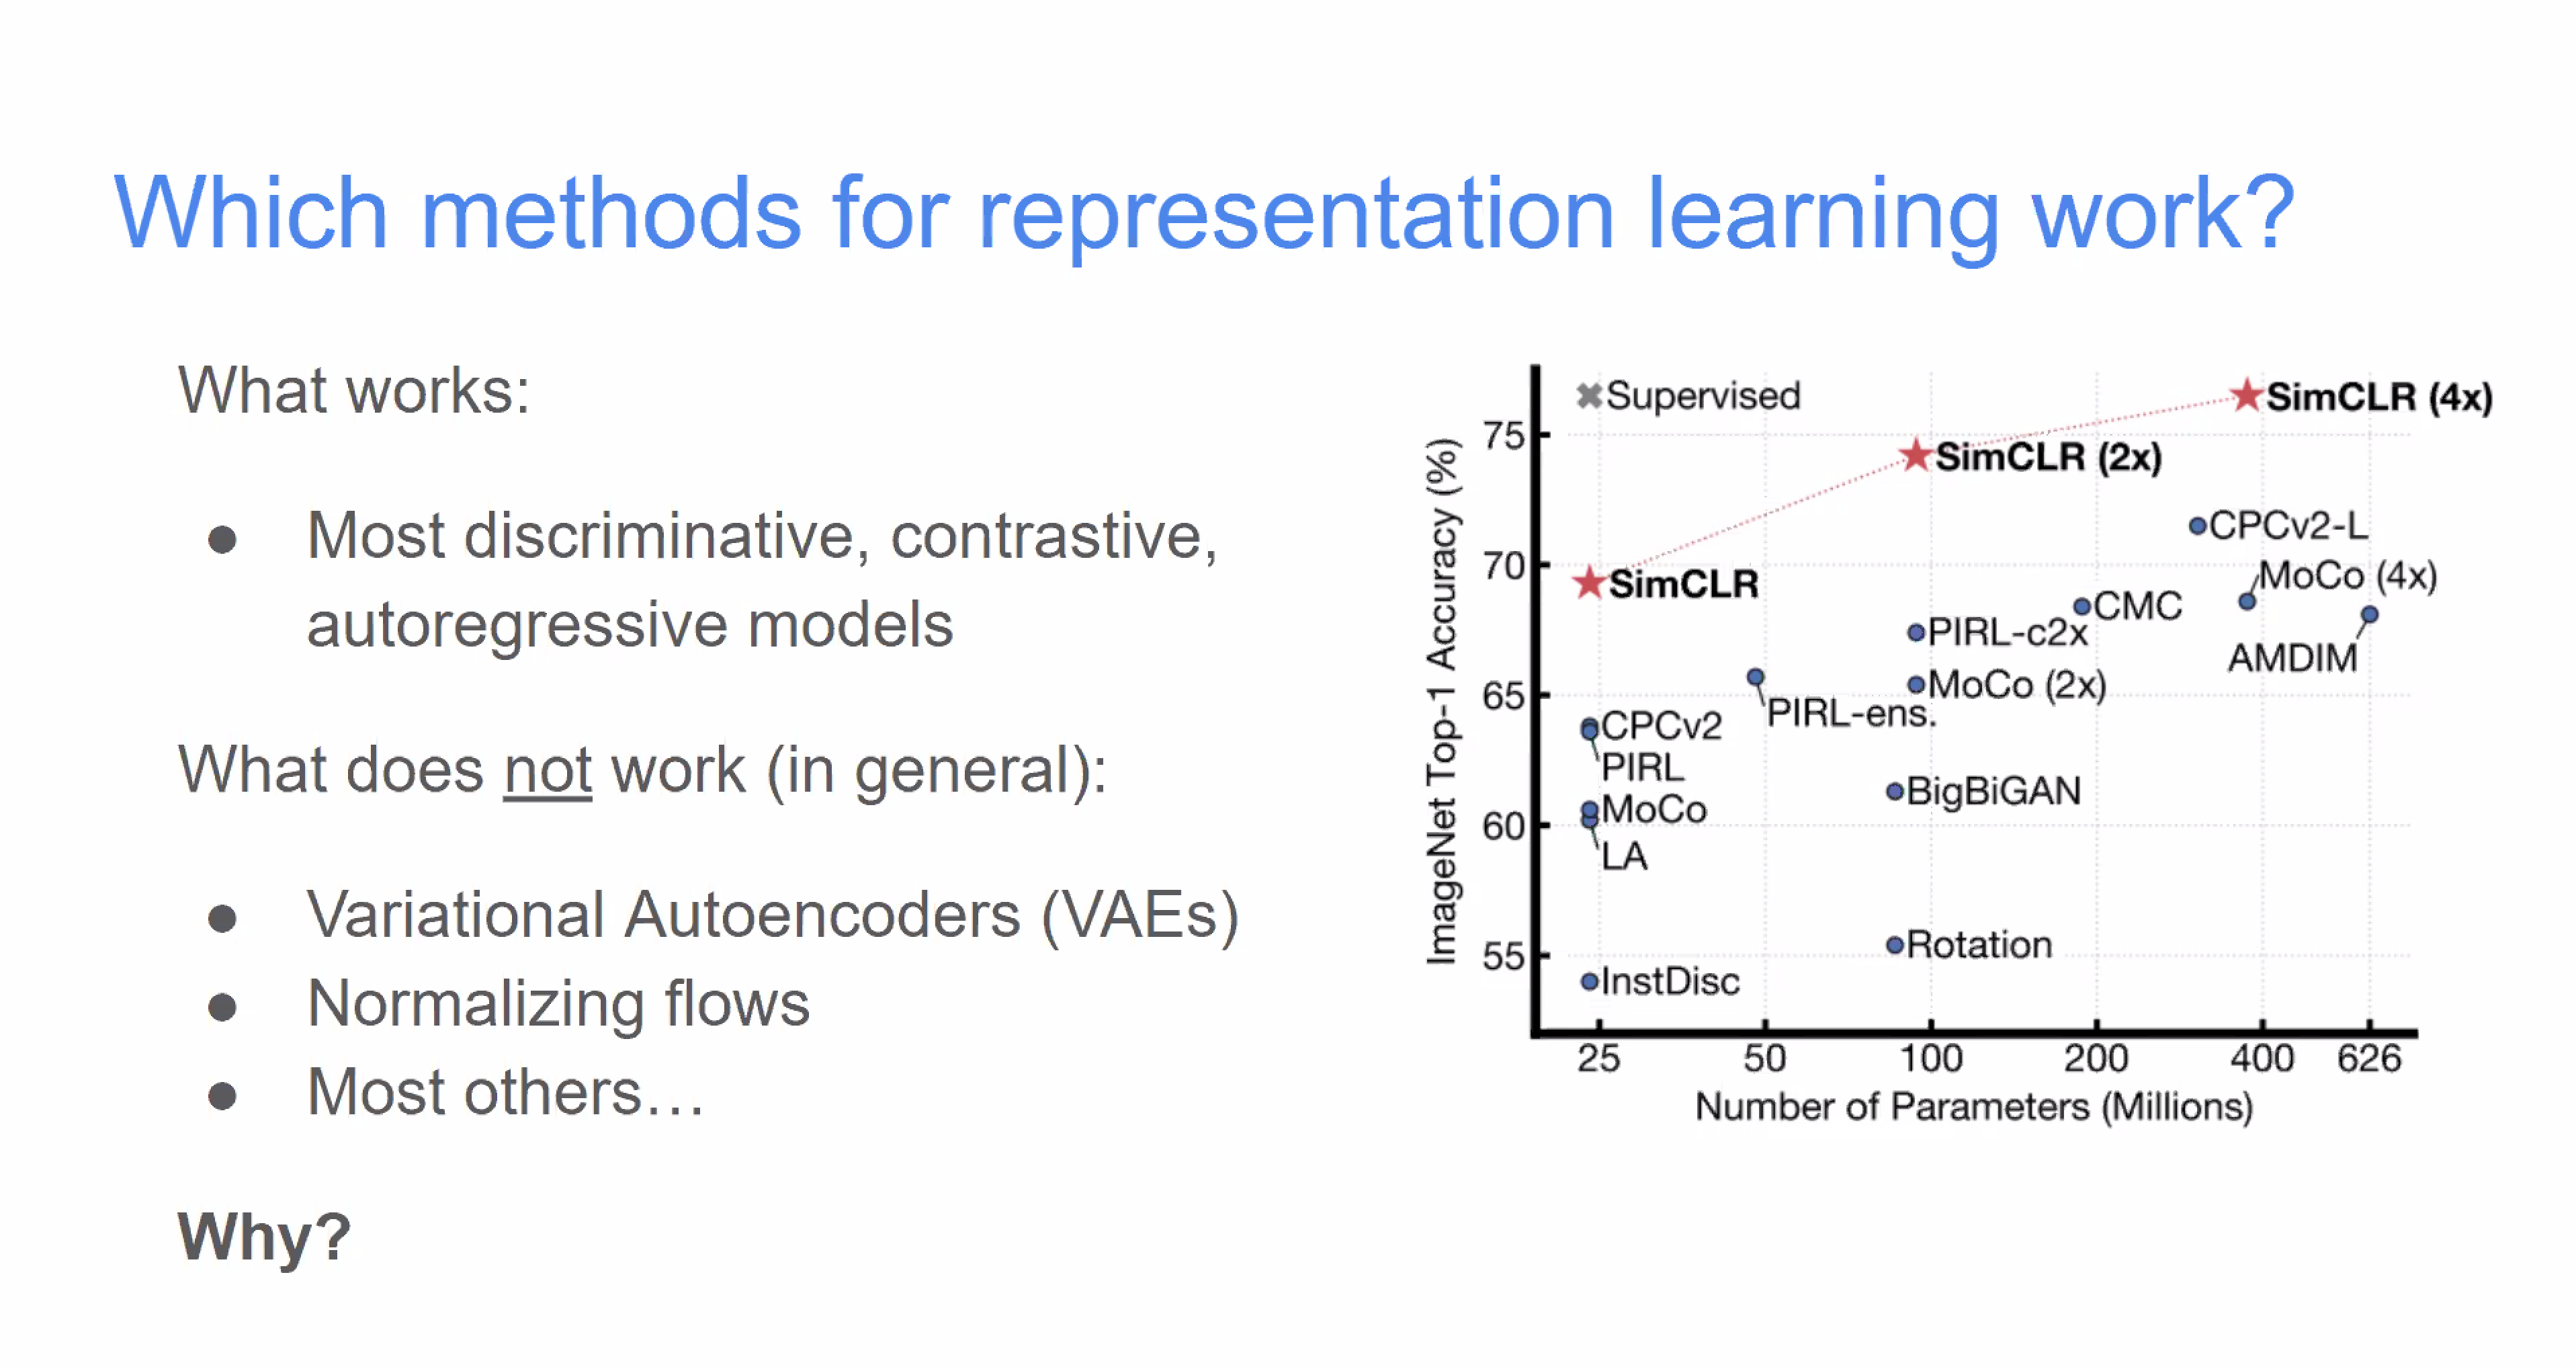 Which methods for representation learning work?
What works:
● Most discriminative, contrastive,
autoregressive models
What does not work (in general):
● Variational Autoencoders (VAEs)
● Normalizing flows
● Most others…
Why?
ImageNet Top-1 Accuracy (%)
75
70
65
60
55
Supervised
SimCLR (4x)
SimCLR (2x)
CPCv2-L
SimCLR
MoCo (4x)
CMC
PIRL-c2x
AMDIM
MoCo (2x)
PIRL-ens.
CPCv2
PIRL
BigBiGAN
MoCo
LA
Rotation
InstDisc
25 50 100 200 400 626
Number of Parameters (Millions)